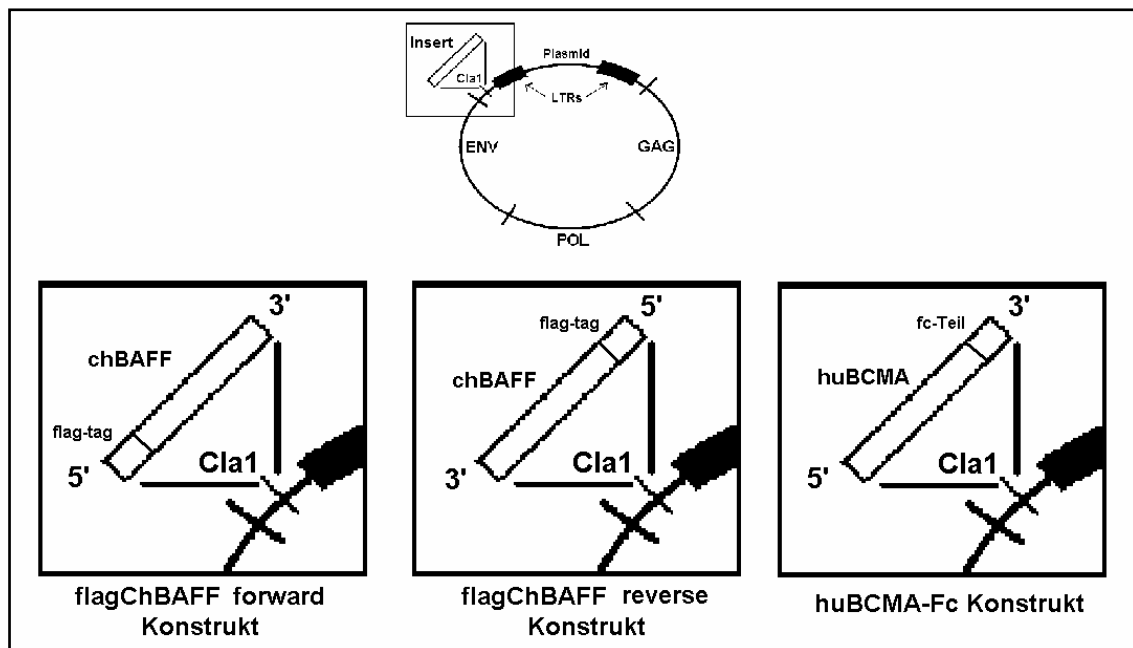 Insert
Cla1
Plasmid
LTRs
ENV
GAG
POL
3'
chBAFF
flag-tag
5'
Cla1
flagChBAFF forward
Konstrukt
5'
flag-tag
chBAFF
3'
Cla1
flagChBAFF reverse
Konstrukt
3'
fc-Teil
huBCMA
5'
Cla1
huBCMA-Fc Konstrukt